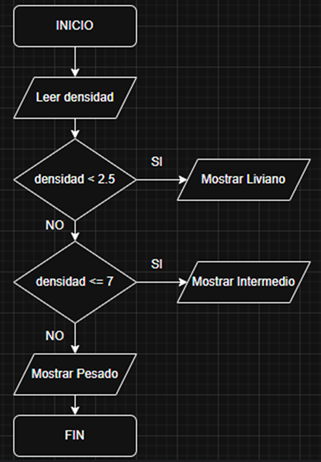 INICIO
Leer densidad
densidad < 2.5
SI
Mostrar Liviano
NO
densidad <= 7
SI
Mostrar Intermedio
NO
Mostrar Pesado
FIN